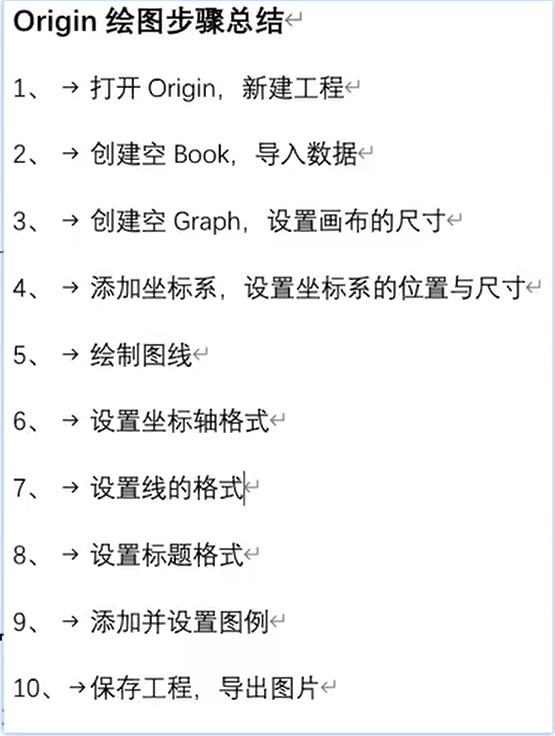 Origin 绘图步骤总结↵
1、 → 打开 Origin，新建工程↵
2、 → 创建空 Book，导入数据↵
3、 → 创建空 Graph，设置画布的尺寸↵
4、 → 添加坐标系，设置坐标系的位置与尺寸↵
5、 → 绘制图线↵
6、 → 设置坐标轴格式↵
7、 → 设置线的格式↵
8、 → 设置标题格式↵
9、 → 添加并设置图例↵
10、→保存工程，导出图片↵